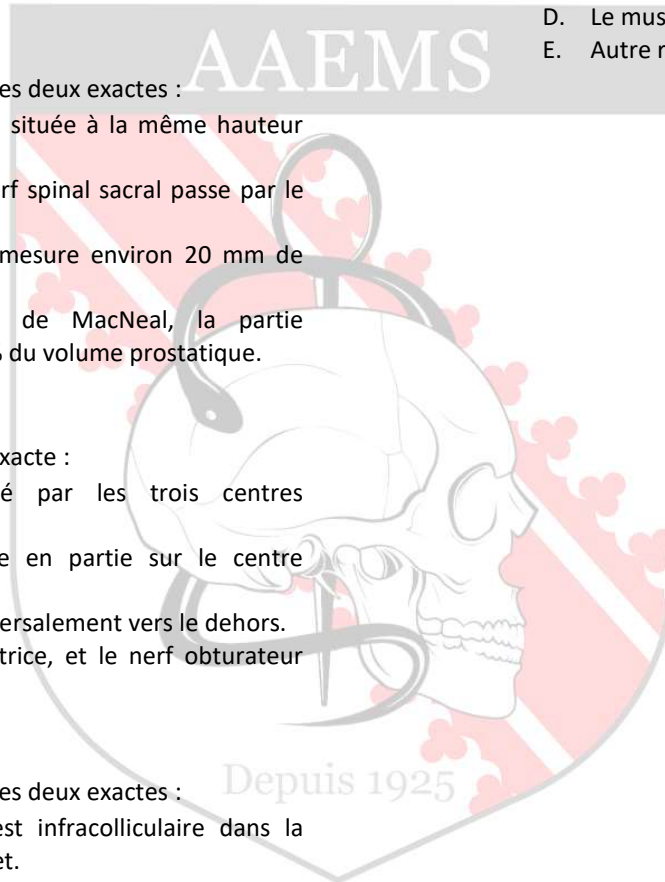 D. Le mus
E. Autre r
AAEMS
es deux exactes :
située à la même hauteur
rf spinal sacral passe par le
mesure environ 20 mm de
de MacNeal, la partie
du volume prostatique.
xacte :
é par les trois centres
e en partie sur le centre
ersalement vers le dehors.
trice, et le nerf obturateur
Depuis 1925
es deux exactes :
est infracolliculaire dans la
et.